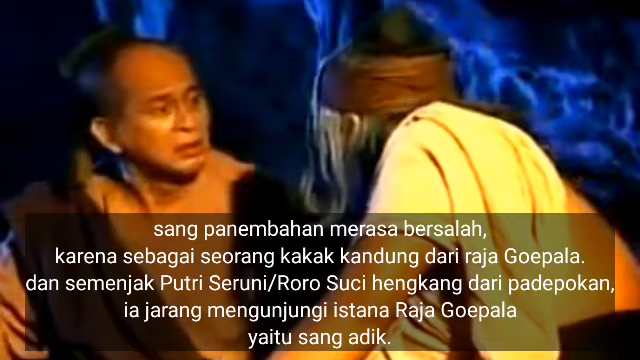 sang panembahan merasa bersalah,
karena sebagai seorang kakak kandung dari raja Goepala.
dan semenjak Putri Seruni/Roro Suci hengkang dari padepokan,
ia jarang mengunjungi istana Raja Goepala
yaitu sang adik.